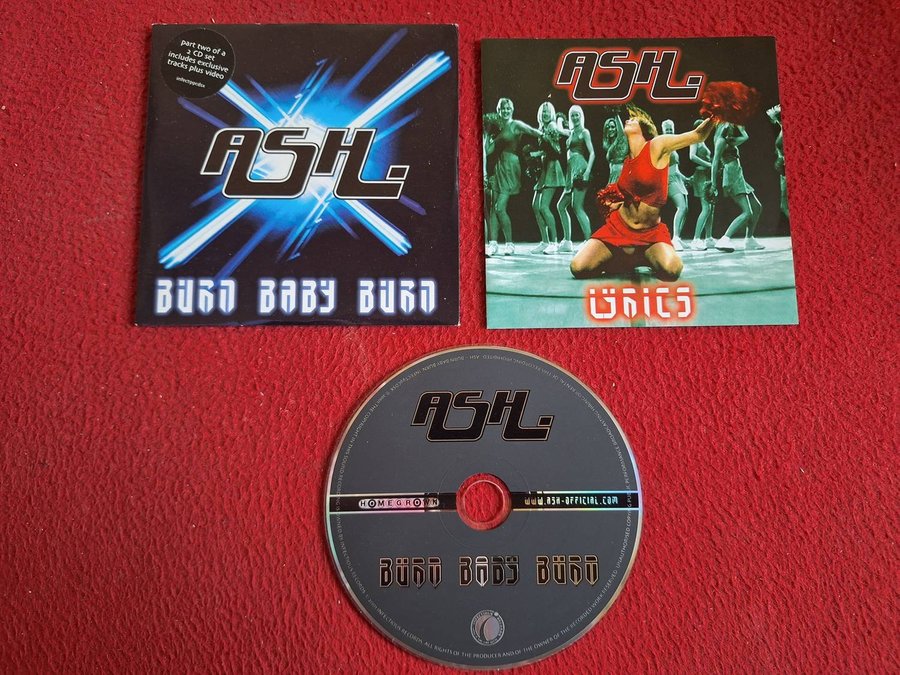 part two of a
2 CD set
includes exclusive
tracks plus video
infect99cdsx
ASH.
BURN BABY BURN
ASH.
LYRICS
ASH.
HOMEGROWN
www.ash-official.com
BURN BABY BURN